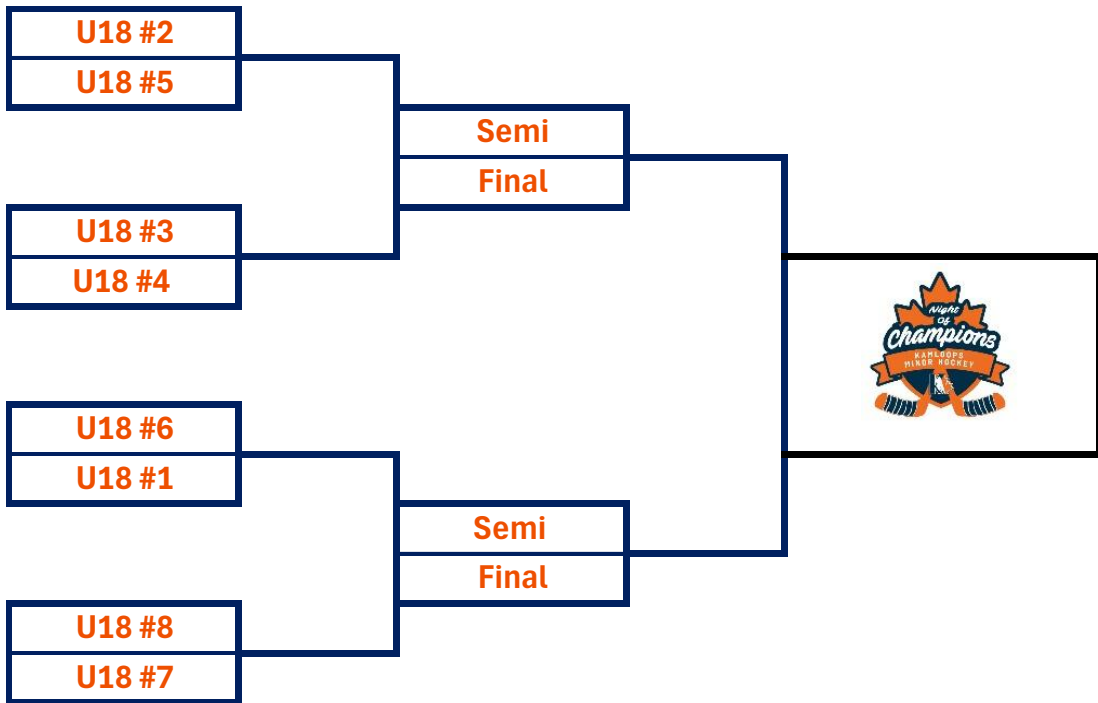 U18 #2
U18 #5
Semi
Final
U18 #3
U18 #4
Night
Of
Champions
KAMLOOPS
MINOR HOCKEY
U18 #6
U18 #1
Semi
Final
U18 #8
U18 #7